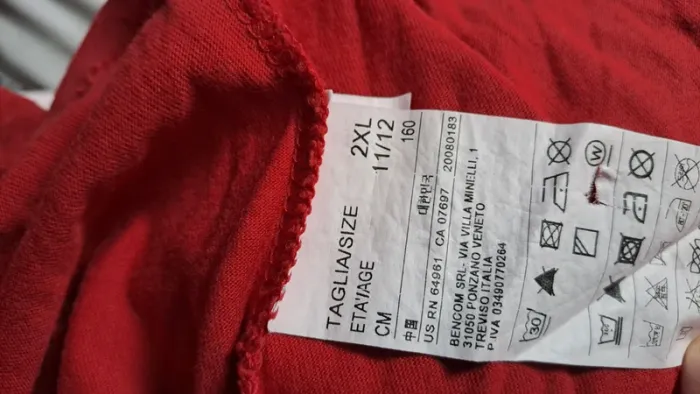 TAGLIA/SIZE 2XL
ETA'/AGE 11/12
CM 160
中国 대한민국
US RN 64961 CA 07697 20080183
BENCOM SRL- VIA VILLA MINELLI,1
31050 PONZANO VENETO
TREVISO.ITALIA
P.IVA 03490770264
30
W